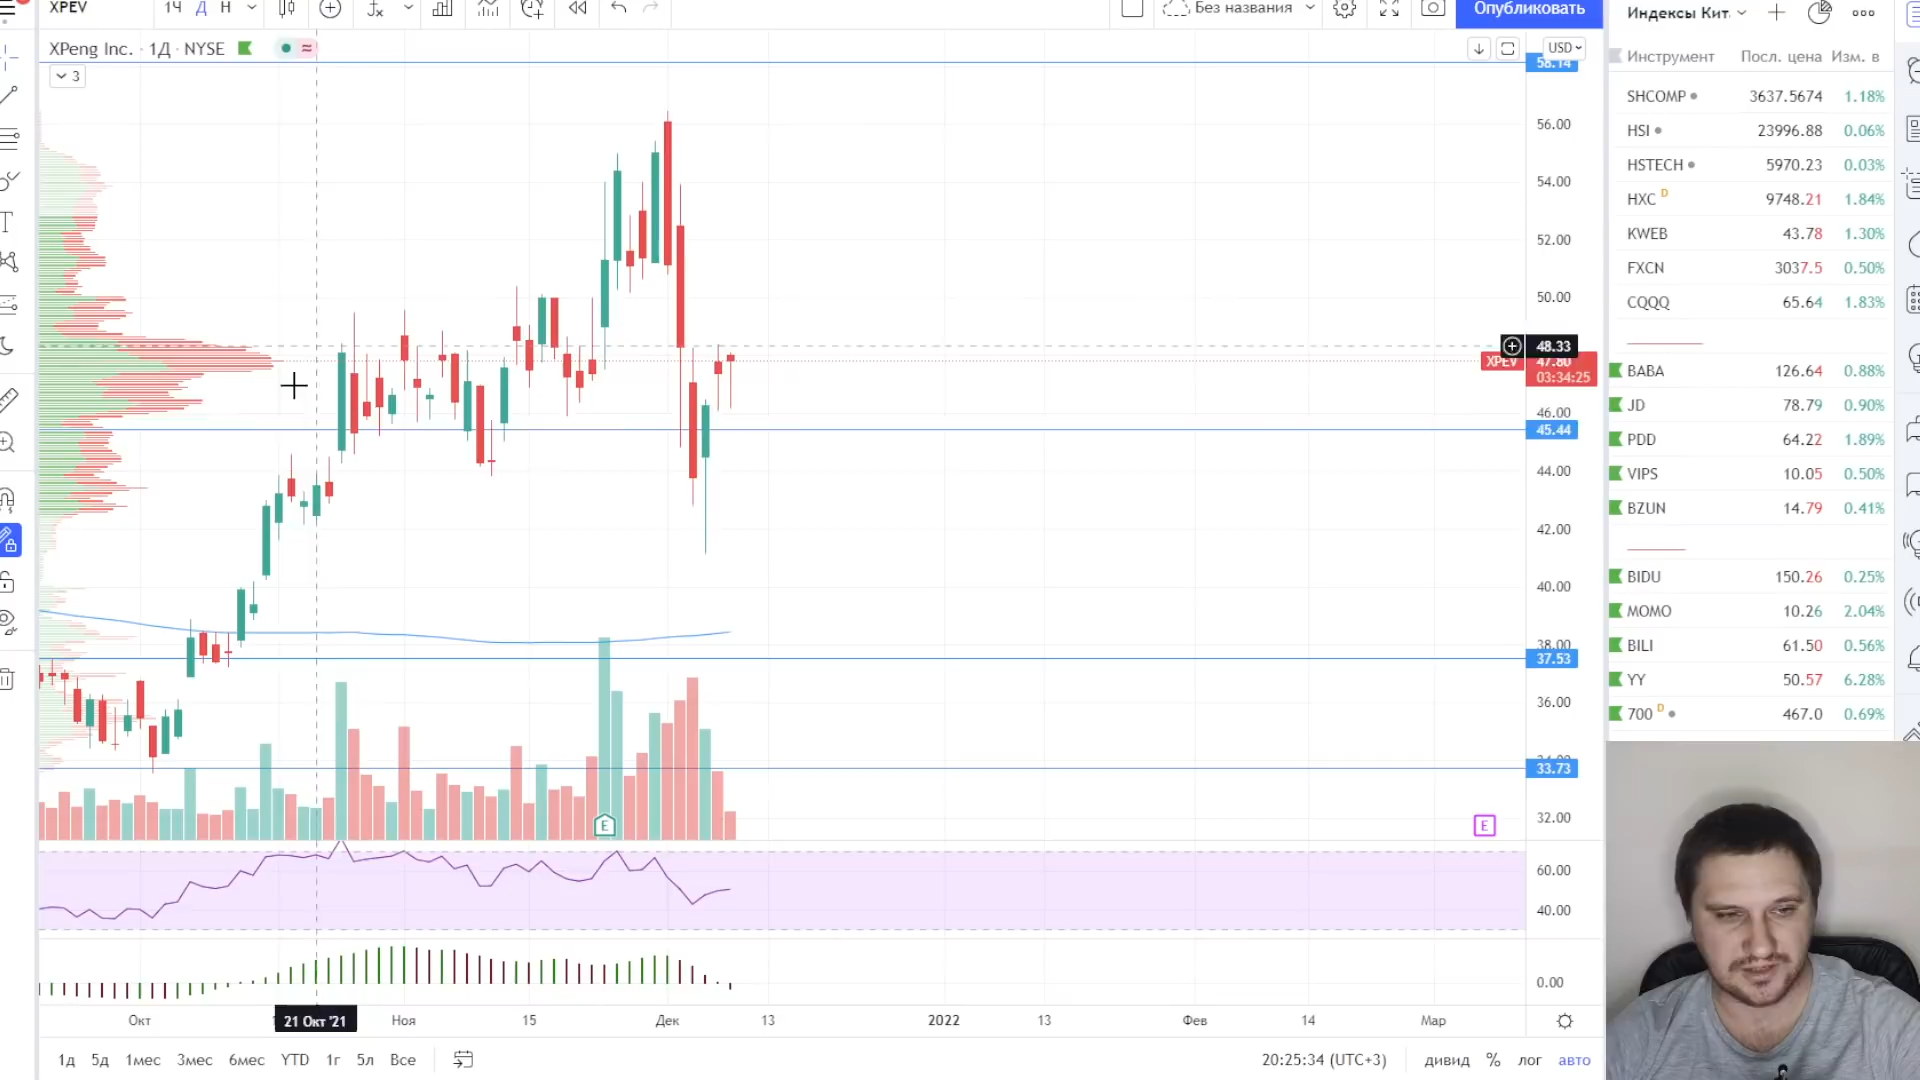 XPEV
1Ч Д Н
Без названия
Опубликовать
Индексы Кит.
XPeng Inc. · 1Д · NYSE
USD
3
58.14
56.00
54.00
52.00
50.00
48.33
XPEV 47.80
03:34:25
46.00
45.44
44.00
42.00
40.00
38.00
37.53
36.00
33.73
32.00
E
E
60.00
40.00
0.00
Окт
21 Окт '21
Ноя
15
Дек
13
2022
13
Фев
14
Мар
1д 5д 1мес 3мес 6мес YTD 1г 5л Все
20:25:34 (UTC+3)
дивид % лог авто
Инструмент Посл. цена Изм. в
SHCOMP 3637.5674 1.18%
HSI 23996.88 0.06%
HSTECH 5970.23 0.03%
HXC D 9748.21 1.84%
KWEB 43.78 1.30%
FXCN 3037.5 0.50%
CQQQ 65.64 1.83%
BABA 126.64 0.88%
JD 78.79 0.90%
PDD 64.22 1.89%
VIPS 10.05 0.50%
BZUN 14.79 0.41%
BIDU 150.26 0.25%
MOMO 10.26 2.04%
BILI 61.50 0.56%
YY 50.57 6.28%
700 D 467.0 0.69%